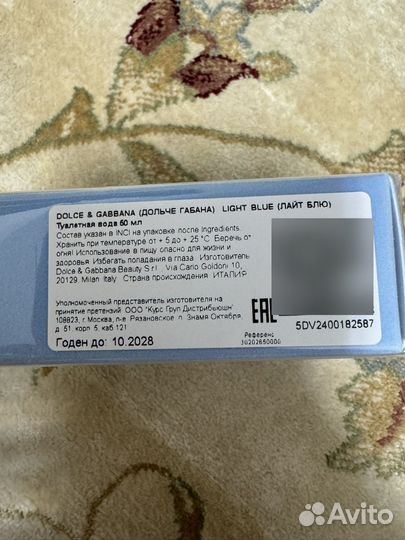 DOLCE & GABBANA (ДОЛЬЧЕ ГАБАНА) LIGHT BLUE (ЛАЙТ БЛЮ)
Туалетная вода 50 мл
Состав указан в INCI на упаковке после Ingredients.
Хранить при температуре от + 5 до + 25 °C. Беречь от
огня! Использование в пищу опасно для жизни и
здоровья. Избегать попадания в глаза. Изготовитель
Dolce & Gabbana Beauty S.r.l. Via Carlo Goldoni 10,
20129, Milan Italy Страна происхождения ИТАЛИЯ
Уполномоченный представитель изготовителя на
принятие претензий: ООО "Курс Груп Дистрибьюшн"
108823, г. Москва, п-е. Рязановское, п. Знамя Октября,
д. 51, корп 5, каб.121
Годен до: 10.2028
EAC
Референс
30202650000
5DV2400182587
Avito